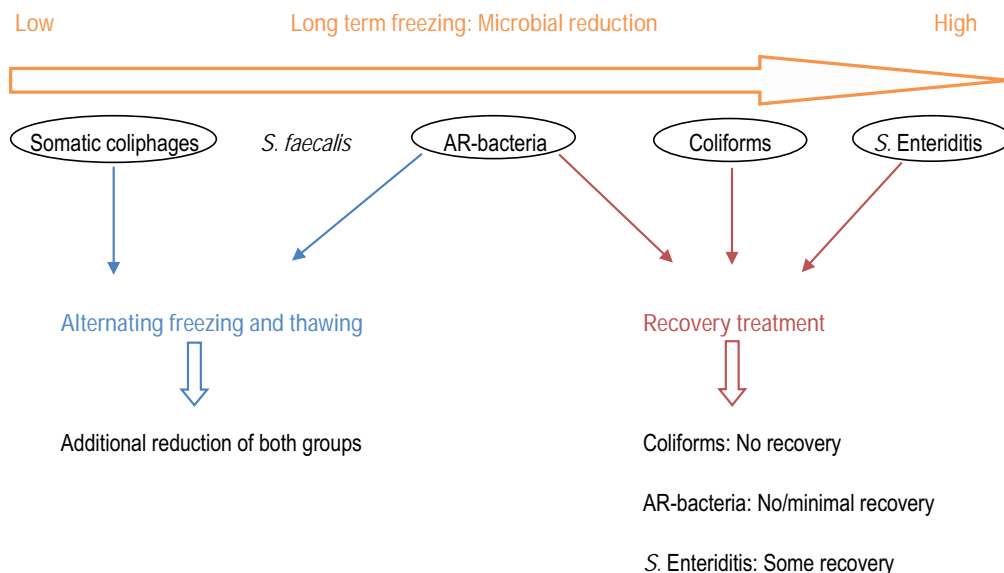 Low Long term freezing: Microbial reduction High
Somatic coliphages S. faecalis AR-bacteria Coliforms S. Enteriditis
Alternating freezing and thawing Recovery treatment
Additional reduction of both groups Coliforms: No recovery
AR-bacteria: No/minimal recovery
S. Enteriditis: Some recovery